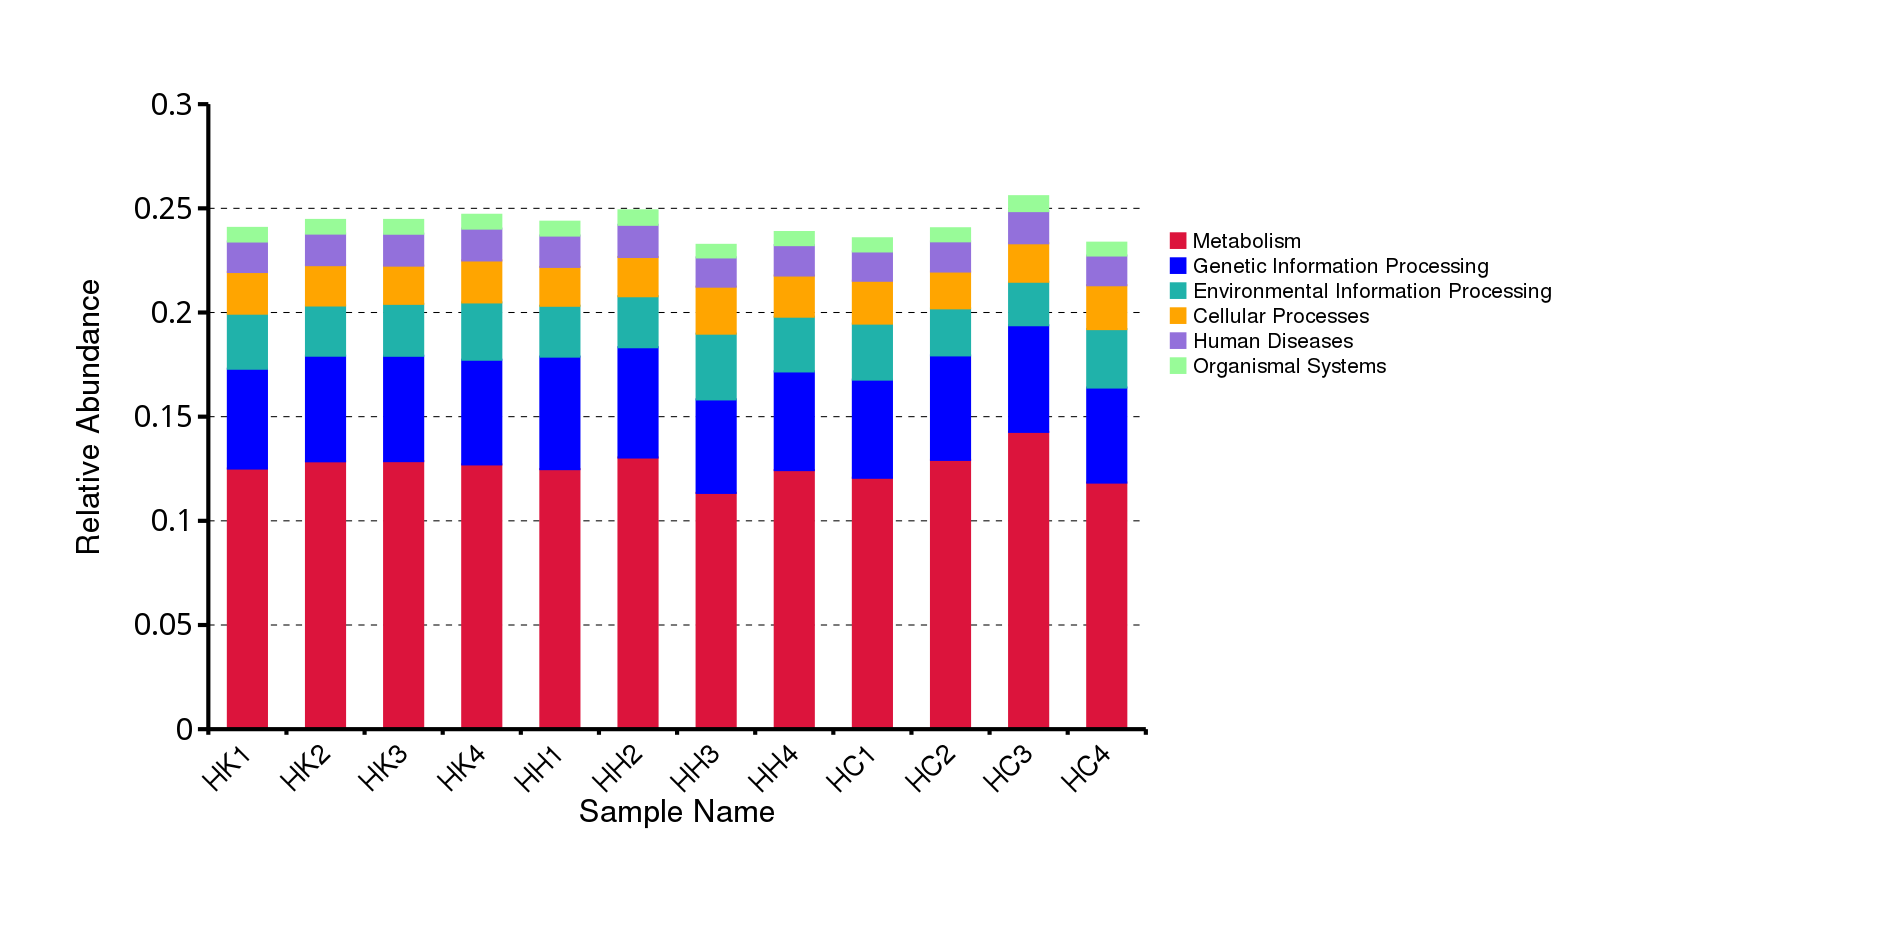 0.3
0.25
0.2
0.15
0.1
0.05
0
Relative Abundance
HK1 HK2 HK3 HK4 HH1 HH2 HH3 HH4 HC1 HC2 HC3 HC4
Sample Name
Metabolism
Genetic Information Processing
Environmental Information Processing
Cellular Processes
Human Diseases
Organismal Systems